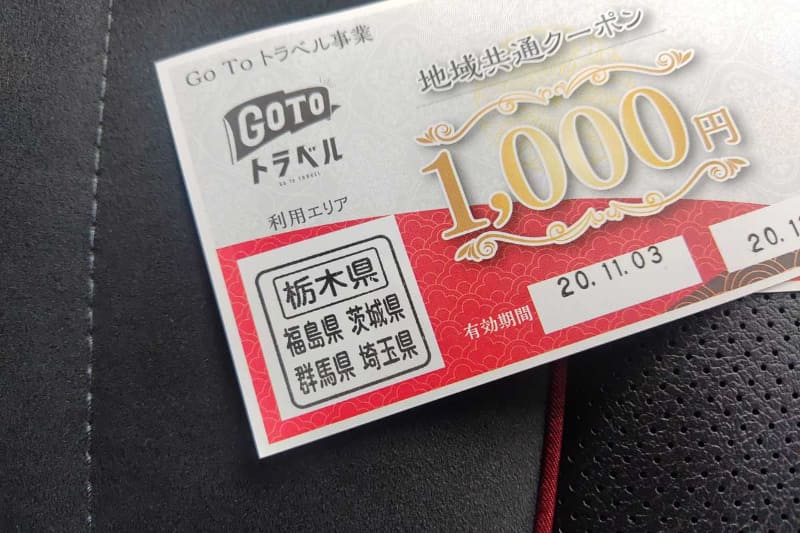 Go To トラベル事業
地域共通クーポン
GOTO
トラベル
Go To TRAVEL
1,000円
利用エリア
栃木県
福島県 茨城県
群馬県 埼玉県
有効期間 20.11.03
20.1